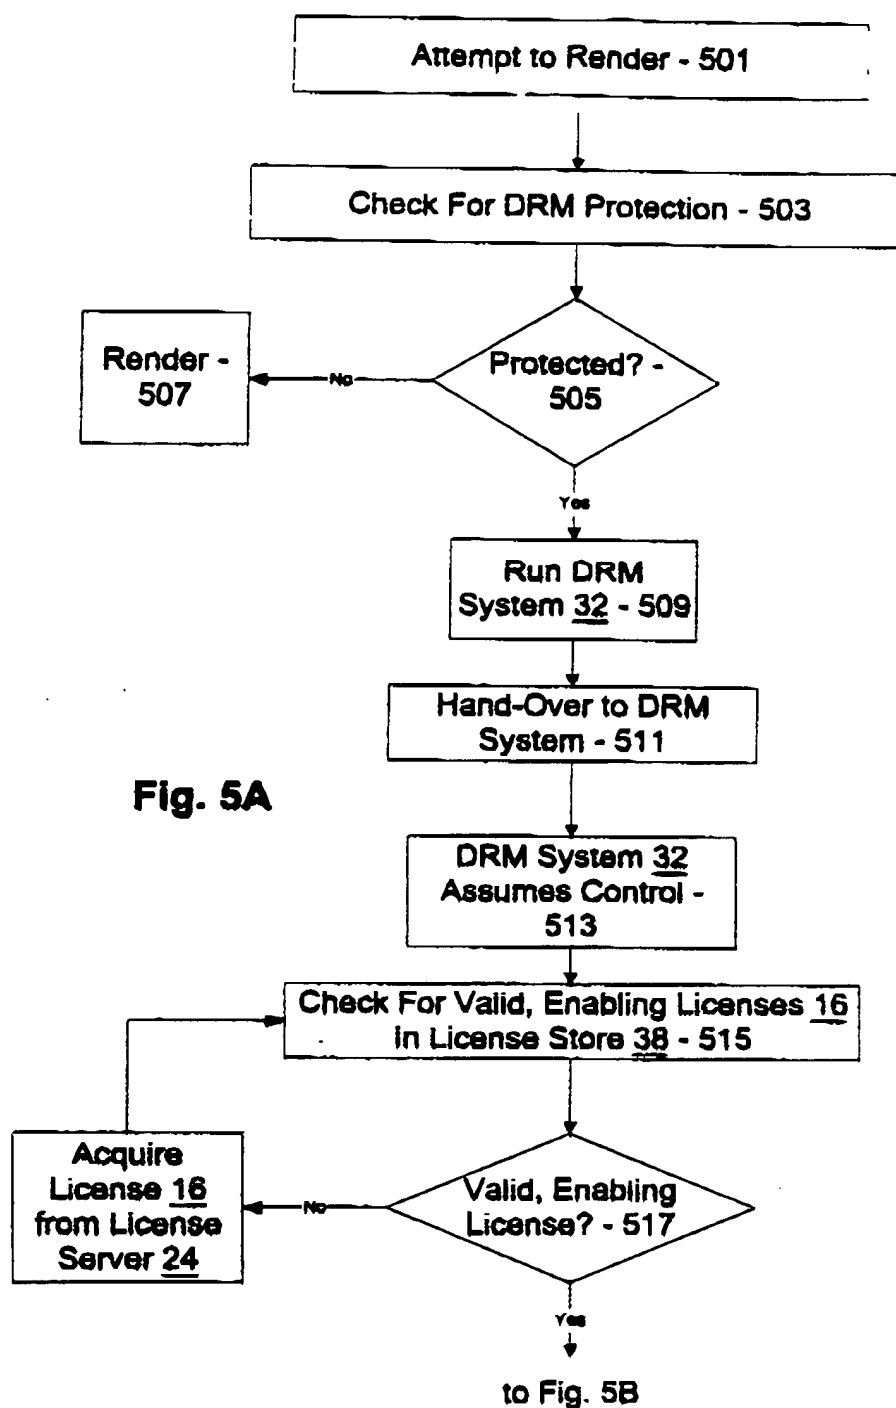 Attempt to Render - 501
Check For DRM Protection - 503
Protected? -
505
No
Render -
507
Yes
Run DRM
System 32 - 509
Hand-Over to DRM
System - 511
Fig. 5A
DRM System 32
Assumes Control -
513
Check For Valid, Enabling Licenses 16
in License Store 38 - 515
Valid, Enabling
License? - 517
No
Acquire
License 16
from License
Server 24
Yes
to Fig. 5B